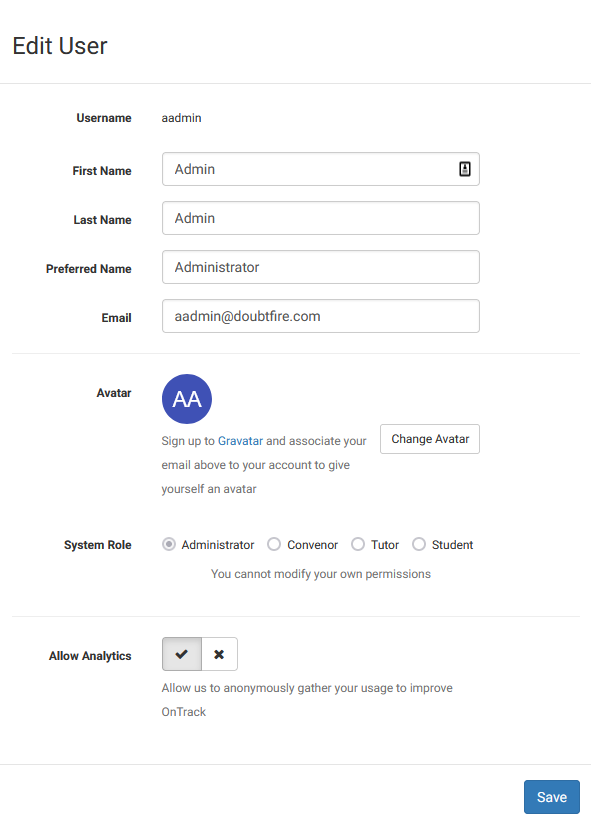 Edit User
Username aadmin
First Name Admin
Last Name Admin
Preferred Name Administrator
Email aadmin@doubtfire.com
Avatar AA
Sign up to Gravatar and associate your
email above to your account to give
yourself an avatar
Change Avatar
System Role Administrator Convenor Tutor Student
You cannot modify your own permissions
Allow Analytics
Allow us to anonymously gather your usage to improve
OnTrack
Save